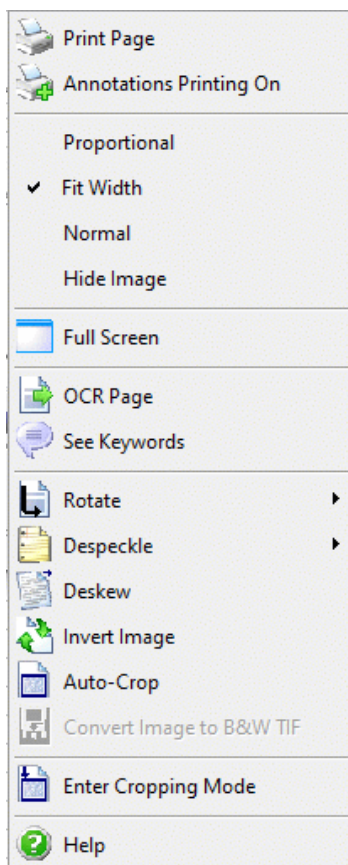 Print Page
Annotations Printing On
Proportional
Fit Width
Normal
Hide Image
Full Screen
OCR Page
See Keywords
Rotate
Despeckle
Deskew
Invert Image
Auto-Crop
Convert Image to B&W TIF
Enter Cropping Mode
Help